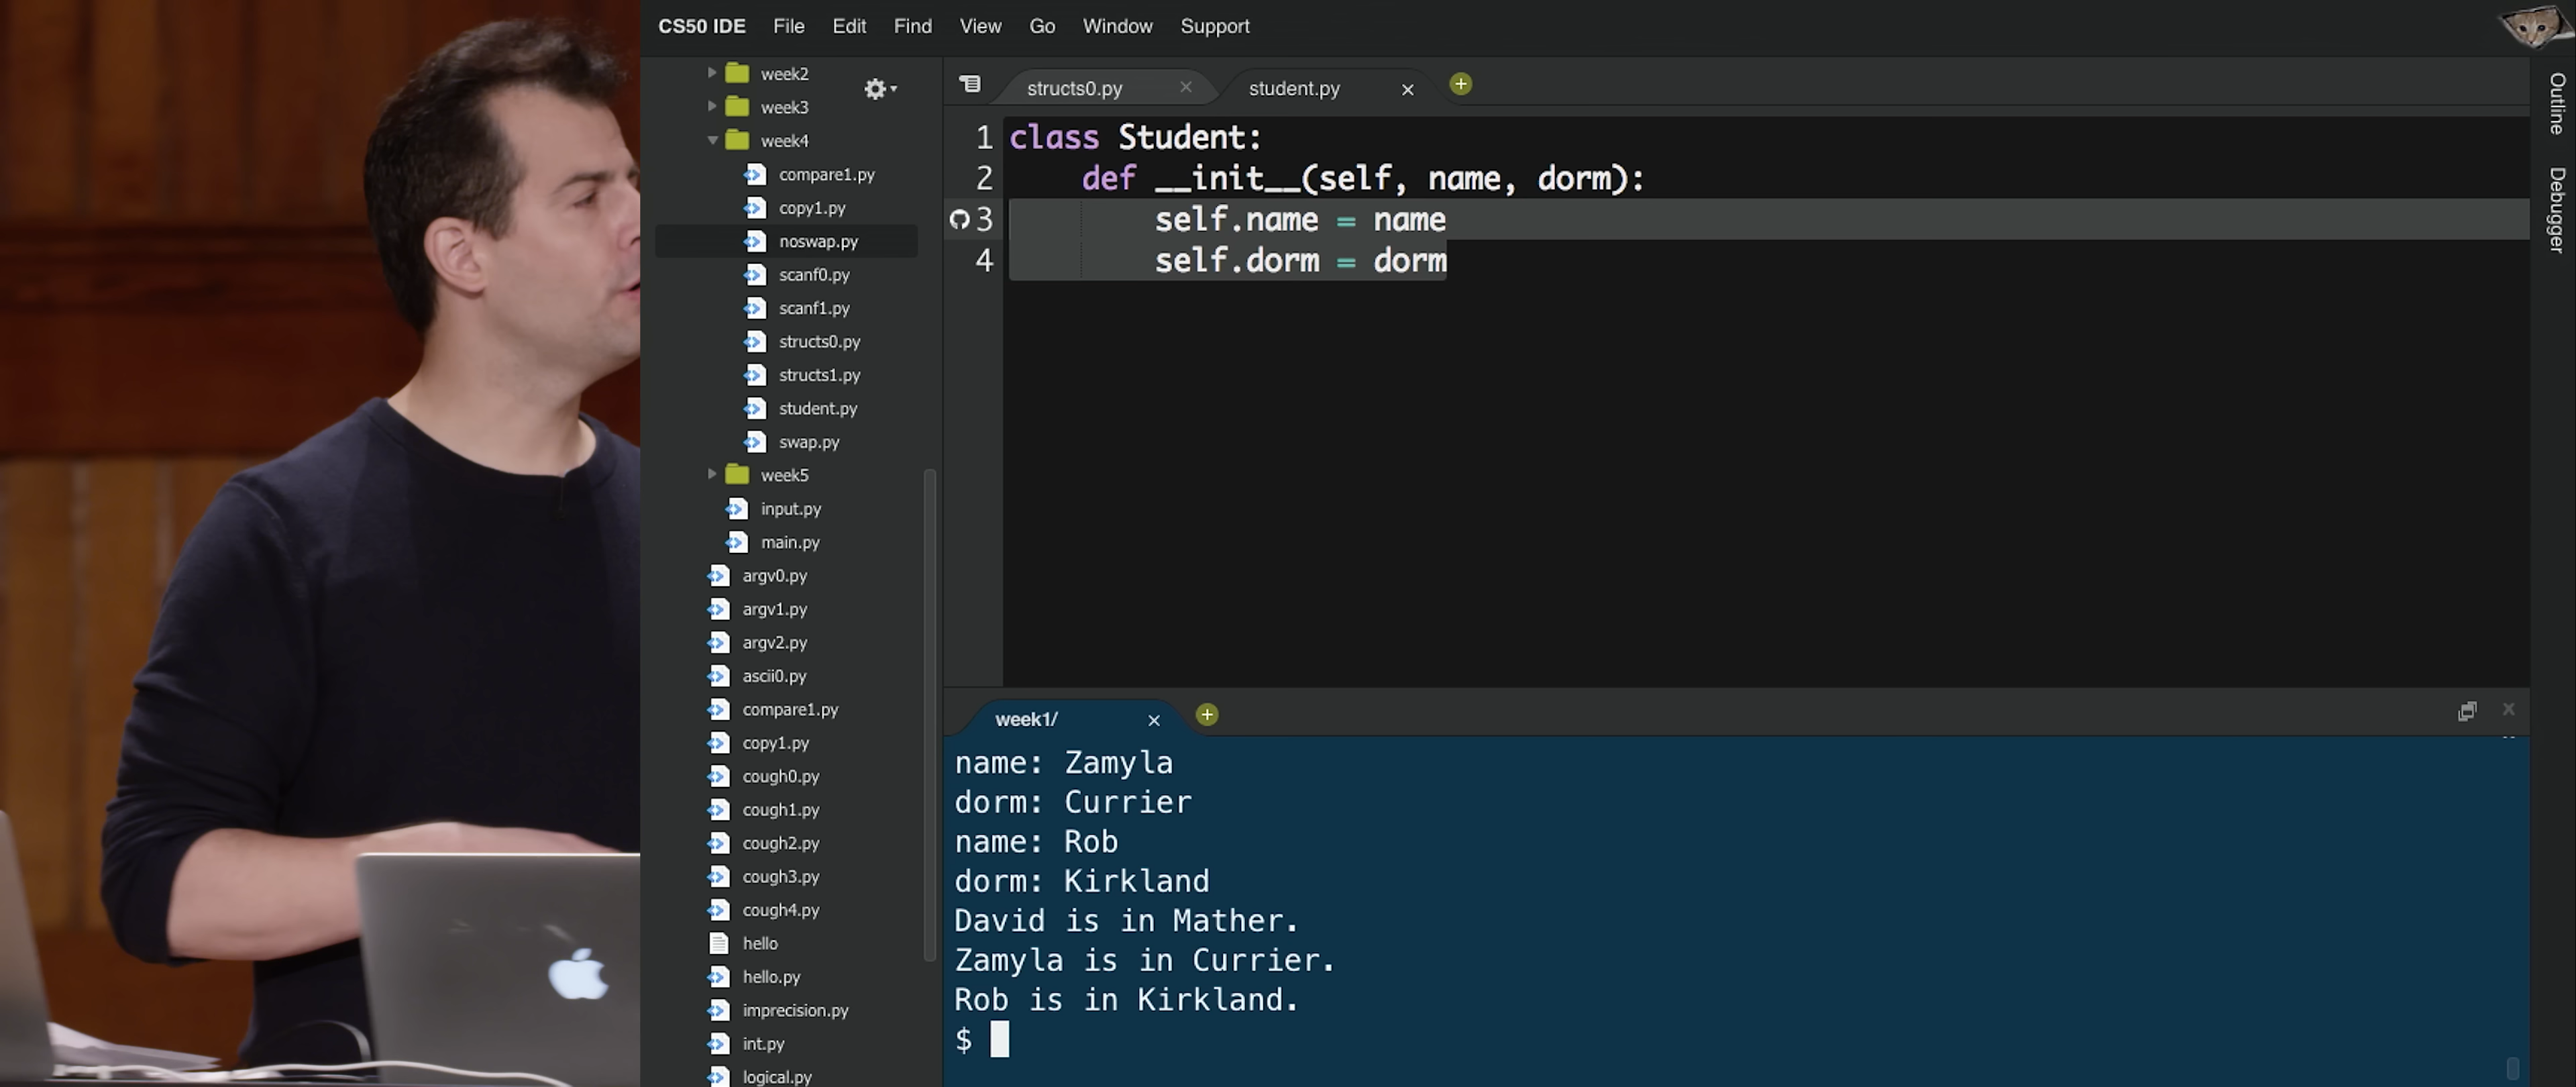 CS50 IDE File Edit Find View Go Window Support
week2
week3
week4
compare1.py
copy1.py
noswap.py
scanf0.py
scanf1.py
structs0.py
structs1.py
student.py
swap.py
week5
input.py
main.py
argv0.py
argv1.py
argv2.py
ascii0.py
compare1.py
copy1.py
cough0.py
cough1.py
cough2.py
cough3.py
cough4.py
hello
hello.py
imprecision.py
int.py
logical.py
structs0.py student.py
1 class Student:
2 def __init__(self, name, dorm):
3 self.name = name
4 self.dorm = dorm
week1/
name: Zamyla
dorm: Currier
name: Rob
dorm: Kirkland
David is in Mather.
Zamyla is in Currier.
Rob is in Kirkland.
$
Outline
Debugger